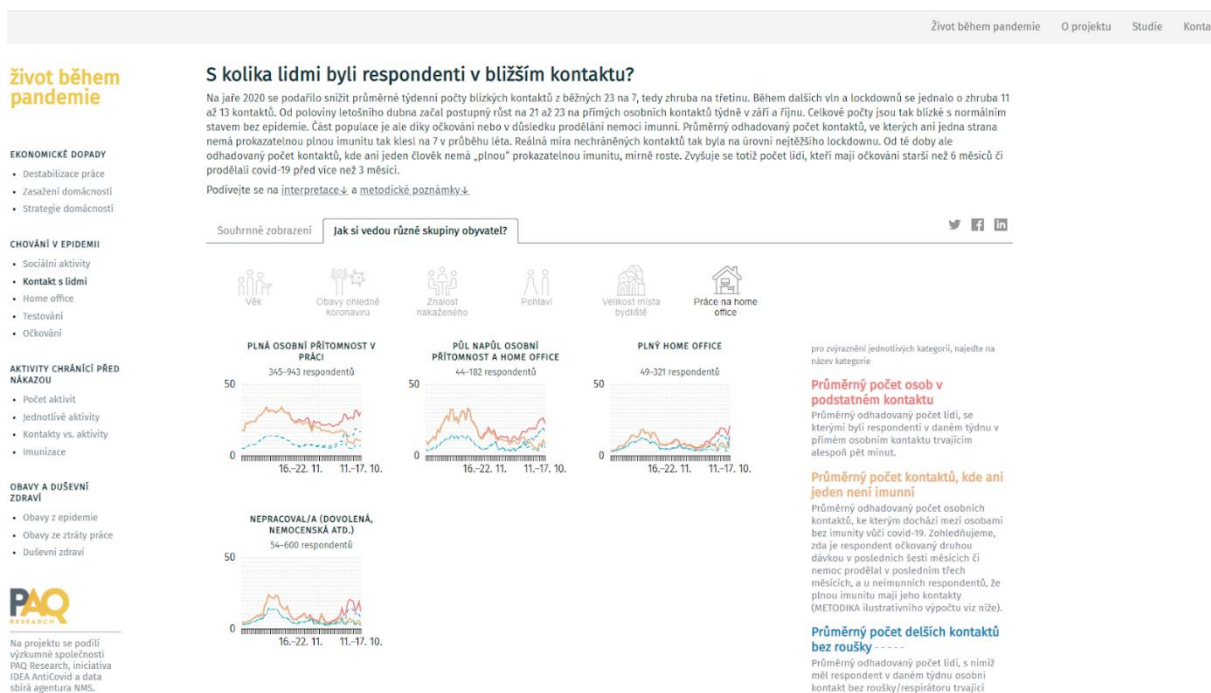 Život během pandemie O projektu Studie Konta
život během
pandemie
EKONOMICKÉ DOPADY
• Destabilizace práce
• Zasažení domácností
• Strategie domácností
CHOVÁNÍ V EPIDEMII
• Sociální aktivity
• Kontakt s lidmi
• Home office
• Testování
• Očkování
AKTIVITY CHRÁNÍCÍ PŘED
NÁKAZOU
• Počet aktivit
• Jednotlivé aktivity
• Kontakty vs. aktivity
• Imunizace
OBAVY A DUŠEVNÍ
ZDRAVÍ
• Obavy z epidemie
• Obavy ze ztráty práce
• Duševní zdraví
PAQ
RESEARCH
Na projektu se podílí
výzkumné společnosti
PAQ Research, iniciativa
IDEA AntiCovid a data
sbírá agentura NMS.
S kolika lidmi byli respondenti v bližším kontaktu?
Na jaře 2020 se podařilo snížit průměrné týdenní počty blízkých kontaktů z běžných 23 na 7, tedy zhruba na třetinu. Během dalších vln a lockdownů se jednalo o zhruba 11
až 13 kontaktů. Od poloviny letošního dubna začal postupný růst na 21 až 23 na přímých osobních kontaktů týdně v září a říjnu. Celkové počty jsou tak blízké s normálním
stavem bez epidemie. Část populace je ale díky očkování nebo v důsledku prodělání nemoci imunní. Průměrný odhadovaný počet kontaktů, ve kterých ani jedna strana
nemá prokazatelnou plnou imunitu tak klesl na 7 v průběhu léta. Reálná míra nechráněných kontaktů tak byla na úrovni nejtěžšího lockdownu. Od té doby ale
odhadovaný počet kontaktů, kde ani jeden člověk nemá „plnou“ prokazatelnou imunitu, mírně roste. Zvyšuje se totiž počet lidí, kteří mají očkování starší než 6 měsíců či
prodělali covid-19 před více než 3 měsíci.
Podívejte se na interpretace↓ a metodické poznámky↓
Souhrnné zobrazení Jak si vedou různé skupiny obyvatel?
Věk
Obavy ohledně
koronaviru
Znalost
nakaženého
Pohlaví
Velikost místa
bydliště
Práce na home
office
PLNÁ OSOBNÍ PŘÍTOMNOST V
PRÁCI
345–943 respondentů
50
0
16.–22. 11. 11.–17. 10.
PŮL NAPŮL OSOBNÍ
PŘÍTOMNOST A HOME OFFICE
44–182 respondentů
50
0
16.–22. 11. 11.–17. 10.
PLNÝ HOME OFFICE
49–321 respondentů
50
0
16.–22. 11. 11.–17. 10.
NEPRACOVAL/A (DOVOLENÁ,
NEMOCENSKÁ ATD.)
54–600 respondentů
50
0
16.–22. 11. 11.–17. 10.
pro zvýraznění jednotlivých kategorií, najeďte na
název kategorie
Průměrný počet osob v
podstatném kontaktu
Průměrný odhadovaný počet lidí, se
kterými byli respondenti v daném týdnu v
přímém osobním kontaktu trvajícím
alespoň pět minut.
Průměrný počet kontaktů, kde ani
jeden není imunní
Průměrný odhadovaný počet osobních
kontaktů, ke kterým dochází mezi osobami
bez imunity vůči covid-19. Zohledňujeme,
zda je respondent očkovaný druhou
dávkou v posledních šesti měsících či
nemoc prodělal v posledním třech
měsících, a u neimunních respondentů, že
plnou imunitu mají jeho kontakty
(METODIKA ilustrativního výpočtu viz níže).
Průměrný počet delších kontaktů
bez roušky
Průměrný odhadovaný počet lidí, s nimiž
měl respondent v daném týdnu osobní
kontakt bez roušky/respirátoru trvající